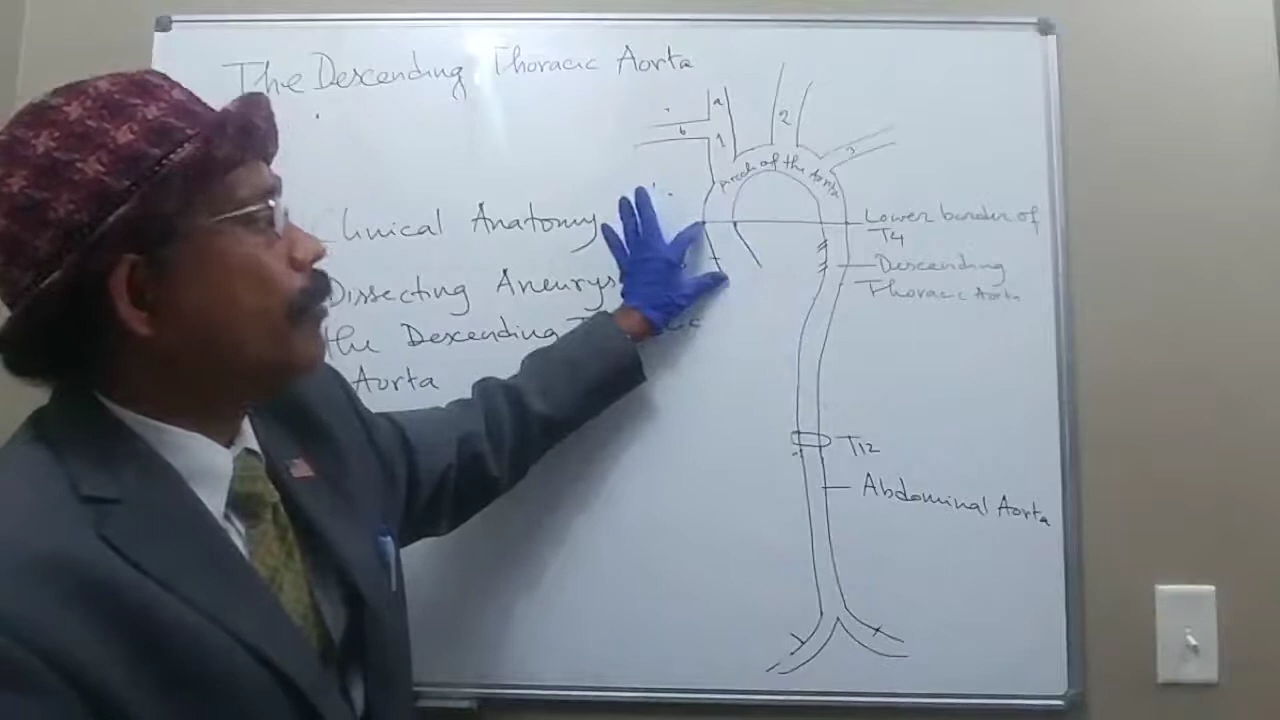 The Descending Thoracic Aorta
a
b
1
2
3
Arch of the Aorta
Clinical Anatomy
Lower border of
T4
Descending
Thoracic Aorta
Dissecting Aneurys
the Descending
Aorta
T12
Abdominal Aorta